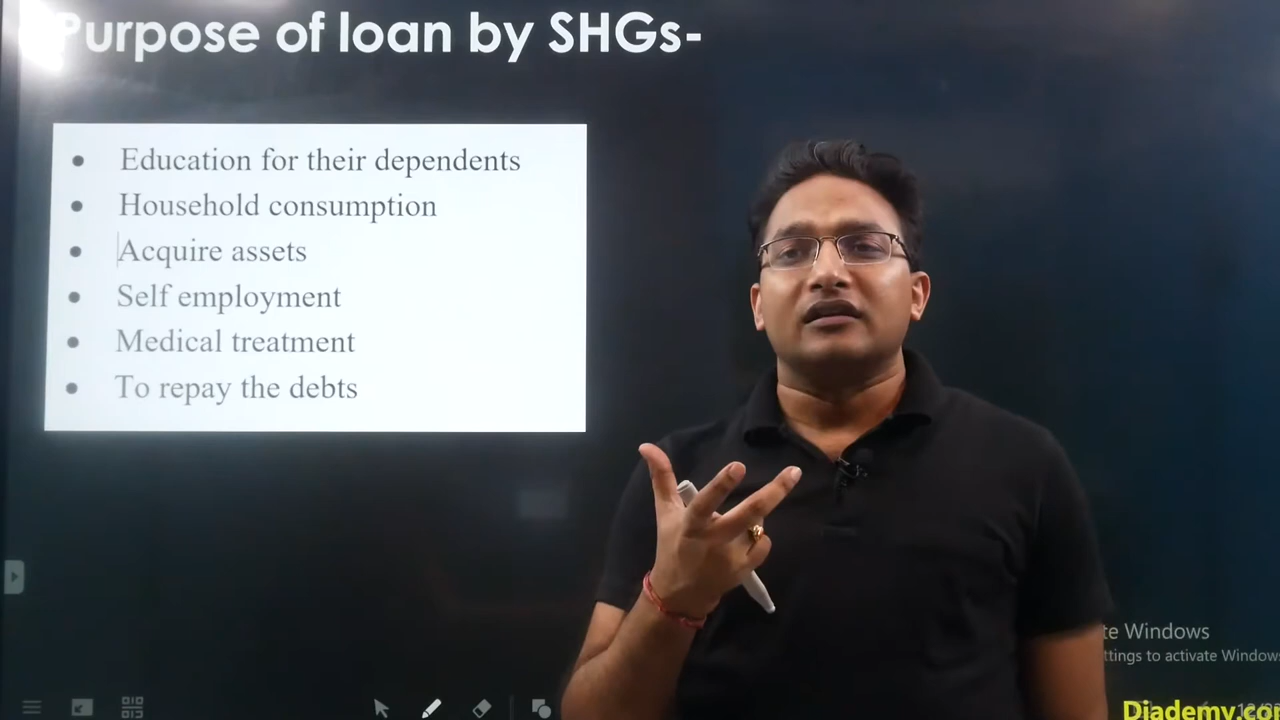 Purpose of loan by SHGs-
• Education for their dependents
• Household consumption
• Acquire assets
• Self employment
• Medical treatment
• To repay the debts
te Windows
ttings to activate Windows
Diademy.co